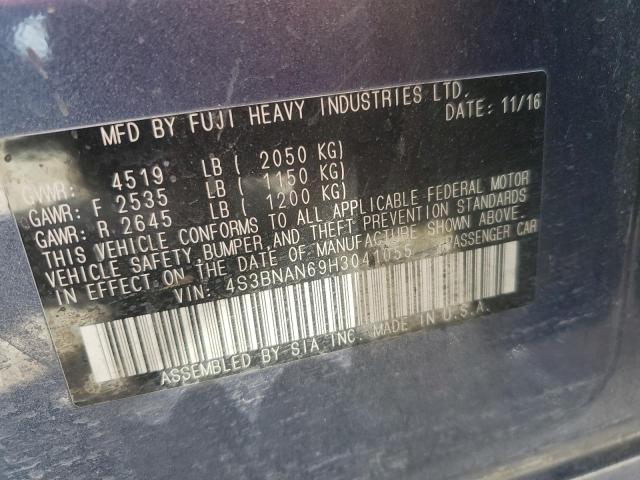 MFD BY FUJI HEAVY INDUSTRIES LTD.
DATE: 11/16
GVWR: 4519 LB ( 2050 KG)
GAWR: F 2535 LB ( 1150 KG)
GAWR: R 2645 LB ( 1200 KG)
THIS VEHICLE CONFORMS TO ALL APPLICABLE FEDERAL MOTOR
VEHICLE SAFETY, BUMPER, AND THEFT PREVENTION STANDARDS
IN EFFECT ON THE DATE OF MANUFACTURE SHOWN ABOVE.
VIN: 4S3BNAN69H3041055 PASSENGER CAR
ASSEMBLED BY SIA, INC. MADE IN U.S.A.